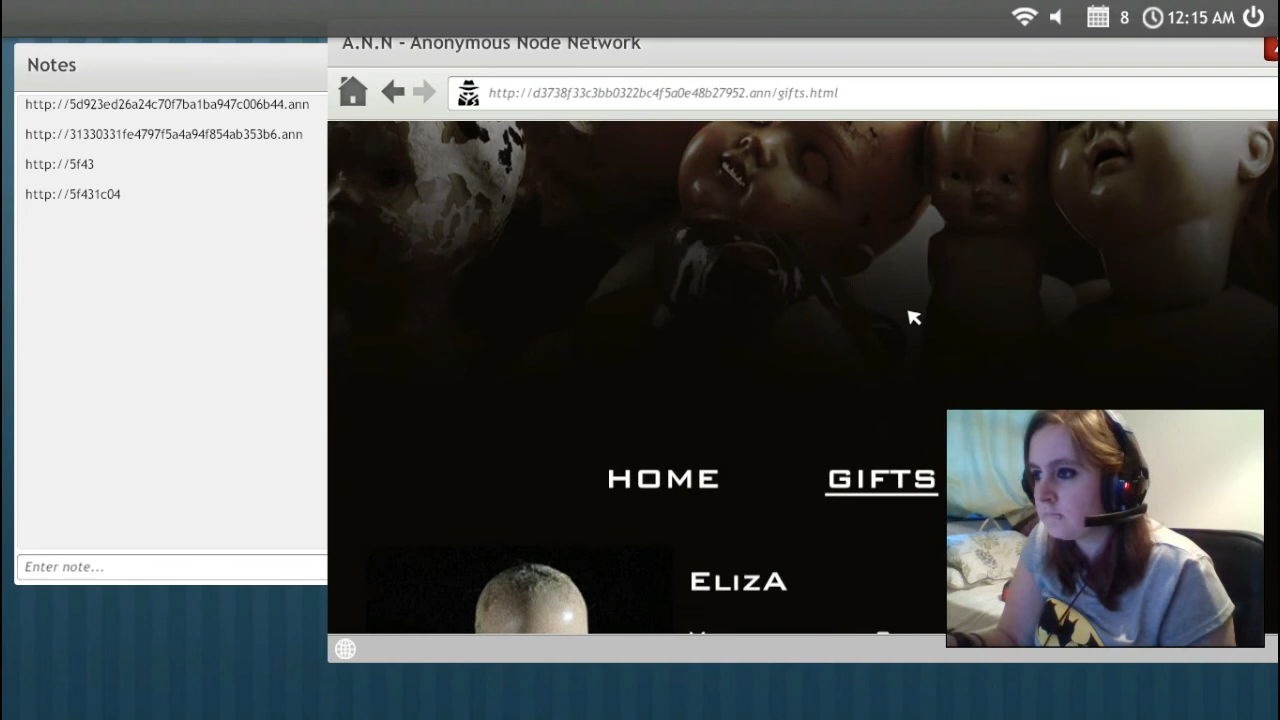 8 12:15 AM
Notes
http://5d923ed26a24c70f7ba1ba947c006b44.ann
http://31330331fe4797f5a4a94f854ab353b6.ann
http://5f43
http://5f431c04
Enter note...
A.N.N - Anonymous Node Network
http://d3738f33c3bb0322bc4f5a0e48b27952.ann/gifts.html
HOME GIFTS
ElizA